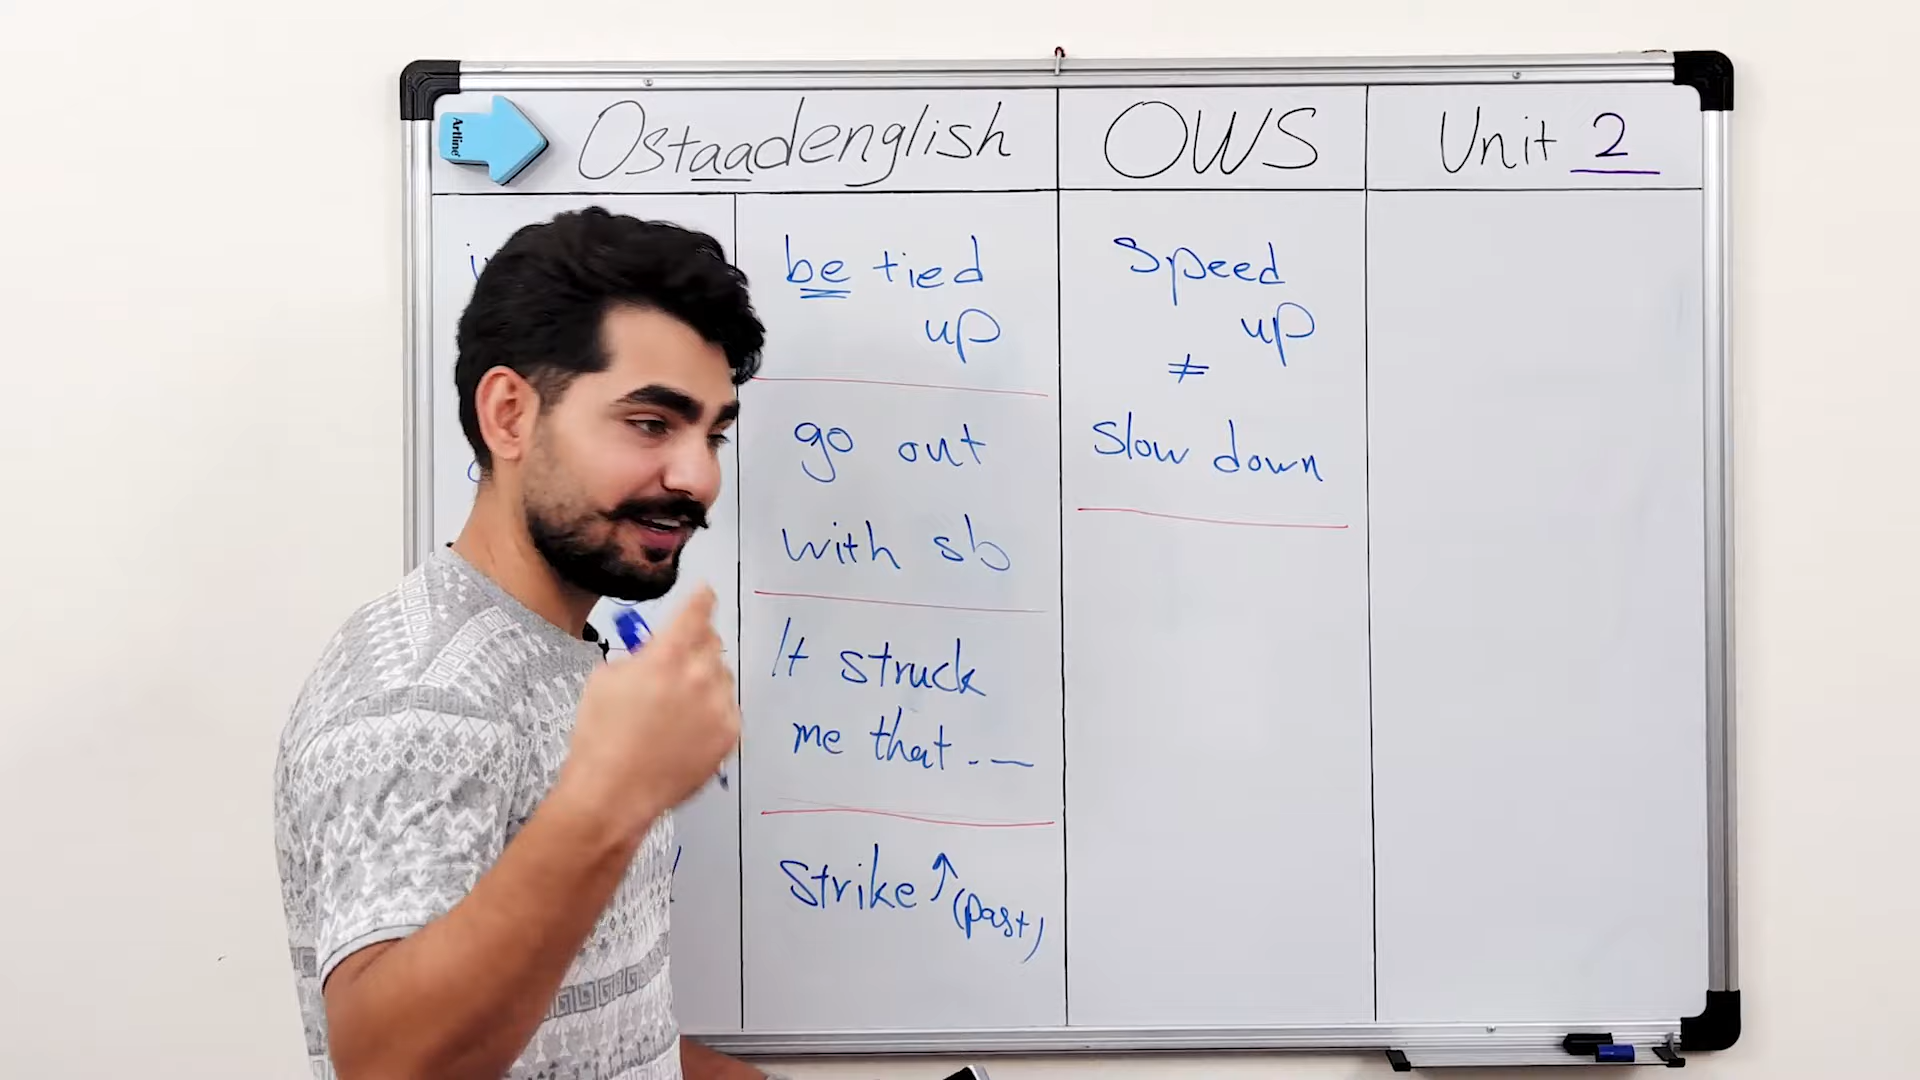 Artline
Ostaadenglish
OWS
Unit 2
be tied
up
go out
with sb
It struck
me that . —
Strike ↑ (past)
Speed
up
≠
Slow down